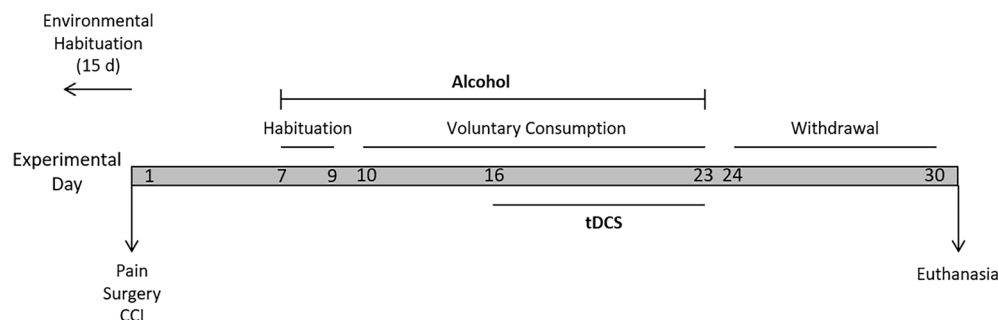 Environmental
Habituation
(15 d)
Alcohol
Habituation
Voluntary Consumption
Withdrawal
Experimental
Day
1 7 9 10 16 23 24 30
tDCS
Pain
Surgery
CCI
Euthanasia